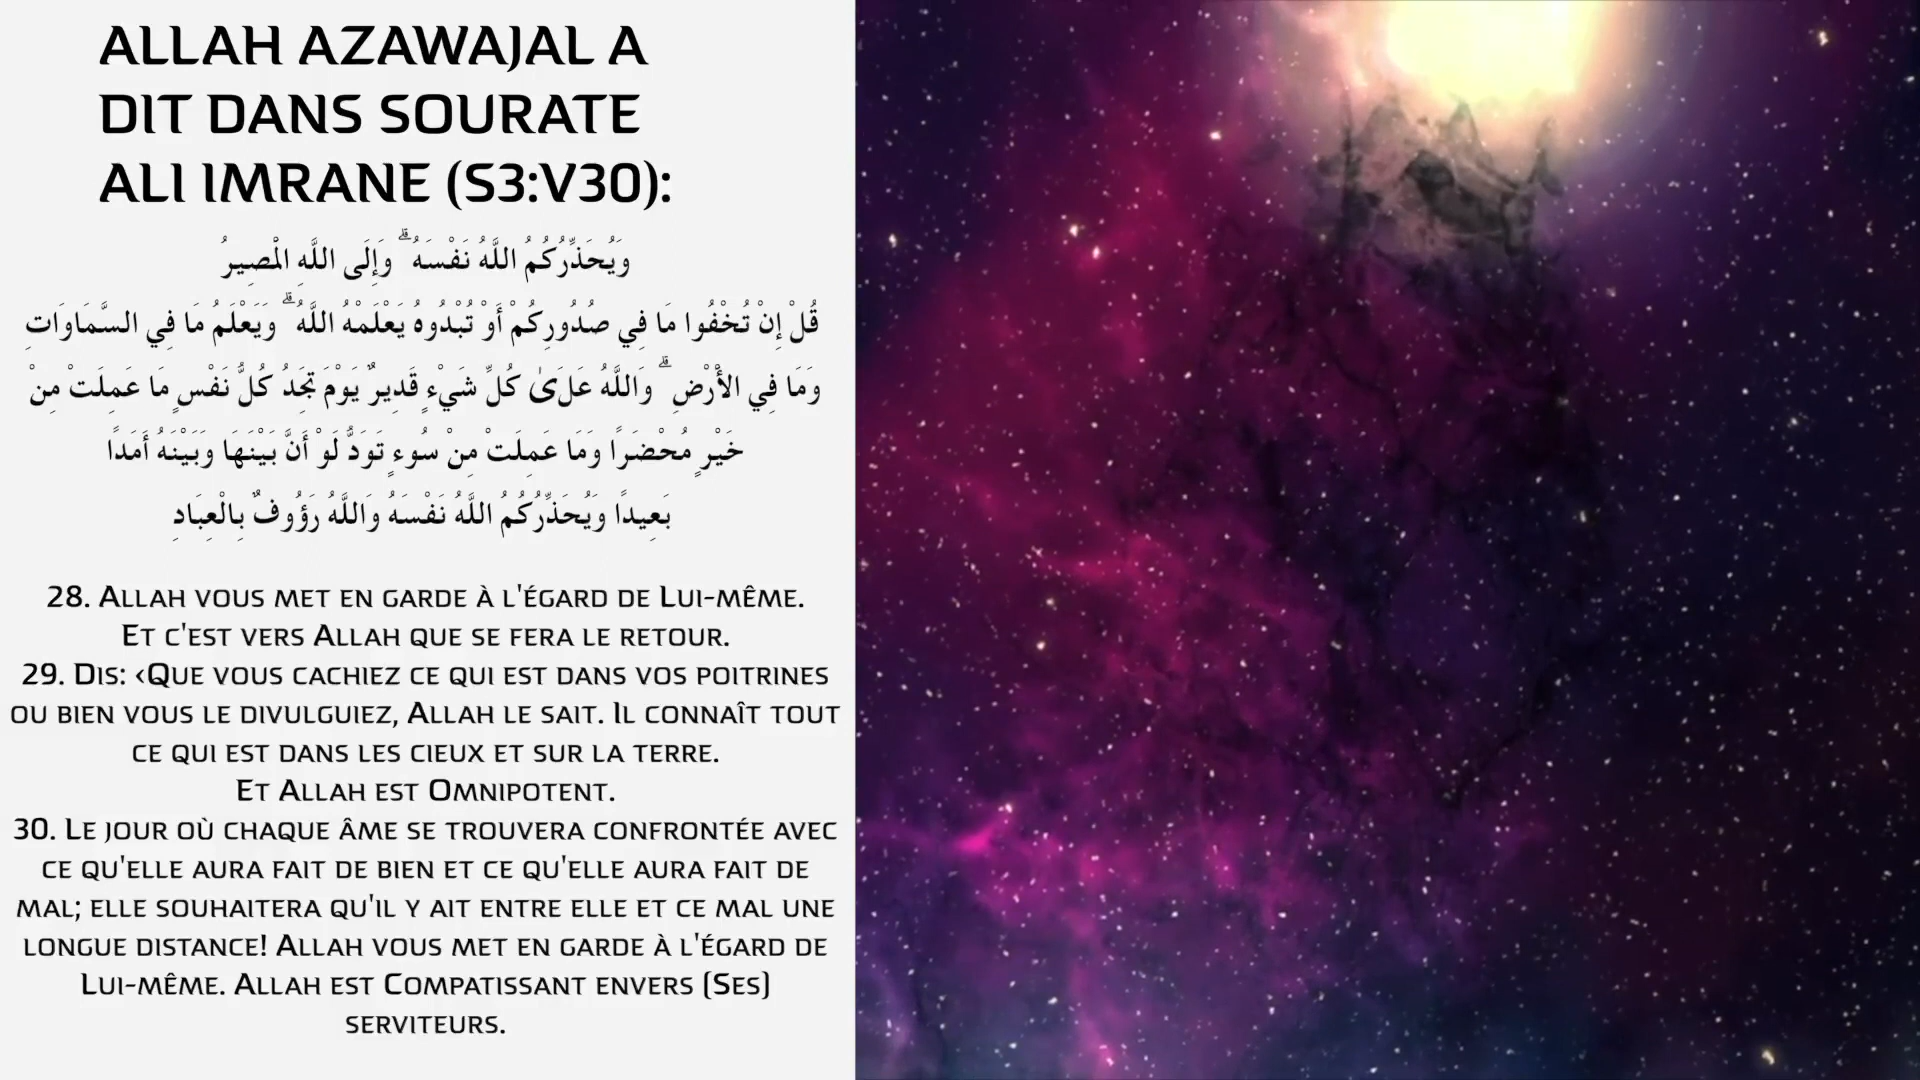 ALLAH AZAWAJAL A
DIT DANS SOURATE
ALI IMRANE (S3:V30):
وَيُحَذِّرُكُمُ اللَّهُ نَفْسَهُ ۗ وَإِلَى اللَّهِ الْمَصِيرُ
قُلْ إِنْ تُخْفُوا مَا فِي صُدُورِكُمْ أَوْ تُبْدُوهُ يَعْلَمْهُ اللَّهُ ۗ وَيَعْلَمُ مَا فِي السَّمَاوَاتِ
وَمَا فِي الْأَرْضِ ۗ وَاللَّهُ عَلَىٰ كُلِّ شَيْءٍ قَدِيرٌ يَوْمَ تَجِدُ كُلُّ نَفْسٍ مَا عَمِلَتْ مِنْ
خَيْرٍ مُحْضَرًا وَمَا عَمِلَتْ مِنْ سُوءٍ تَوَدُّ لَوْ أَنَّ بَيْنَهَا وَبَيْنَهُ أَمَدًا
بَعِيدًا وَيُحَذِّرُكُمُ اللَّهُ نَفْسَهُ وَاللَّهُ رَؤُوفٌ بِالْعِبَادِ
28. Allah vous met en garde à l'égard de Lui-même.
Et c'est vers Allah que se fera le retour.
29. Dis: ‹Que vous cachiez ce qui est dans vos poitrines
ou bien vous le divulguiez, Allah le sait. Il connaît tout
ce qui est dans les cieux et sur la terre.
Et Allah est Omnipotent.
30. Le jour où chaque âme se trouvera confrontée avec
ce qu'elle aura fait de bien et ce qu'elle aura fait de
mal; elle souhaitera qu'il y ait entre elle et ce mal une
longue distance! Allah vous met en garde à l'égard de
Lui-même. Allah est Compatissant envers (Ses)
serviteurs.